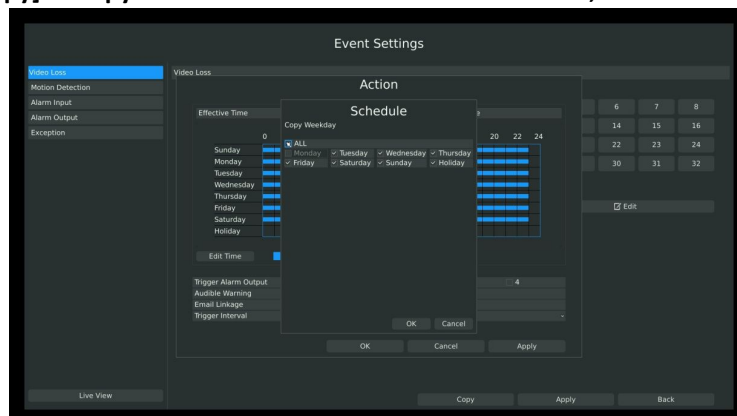 Event Settings
Video Loss
Motion Detection
Alarm Input
Alarm Output
Exception
Live View
Video Loss
Action
Effective Time
0
20 22 24
Sunday
Monday
Tuesday
Wednesday
Thursday
Friday
Saturday
Holiday
Edit Time
Trigger Alarm Output
4
Audible Warning
Email Linkage
Trigger Interval
OK Cancel Apply
Schedule
Copy Weekday
ALL
Monday Tuesday Wednesday Thursday
Friday Saturday Sunday Holiday
OK Cancel
6 7 8
14 15 16
22 23 24
30 31 32
Edit
Copy Apply Back